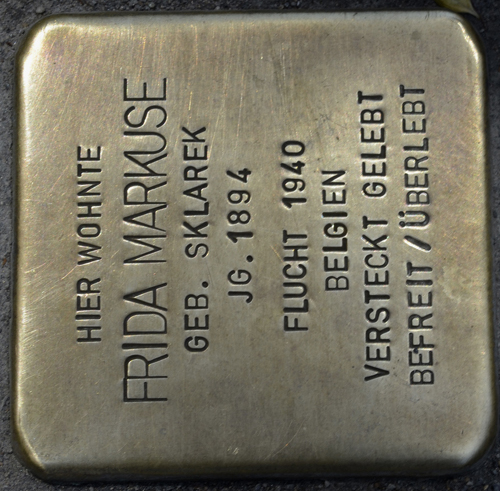 HIER WOHNTE
FRIDA MARKUSE
GEB. SKLAREK
JG. 1894
FLUCHT 1940
BELGIEN
VERSTECKT GELEBT
BEFREIT / ÜBERLEBT